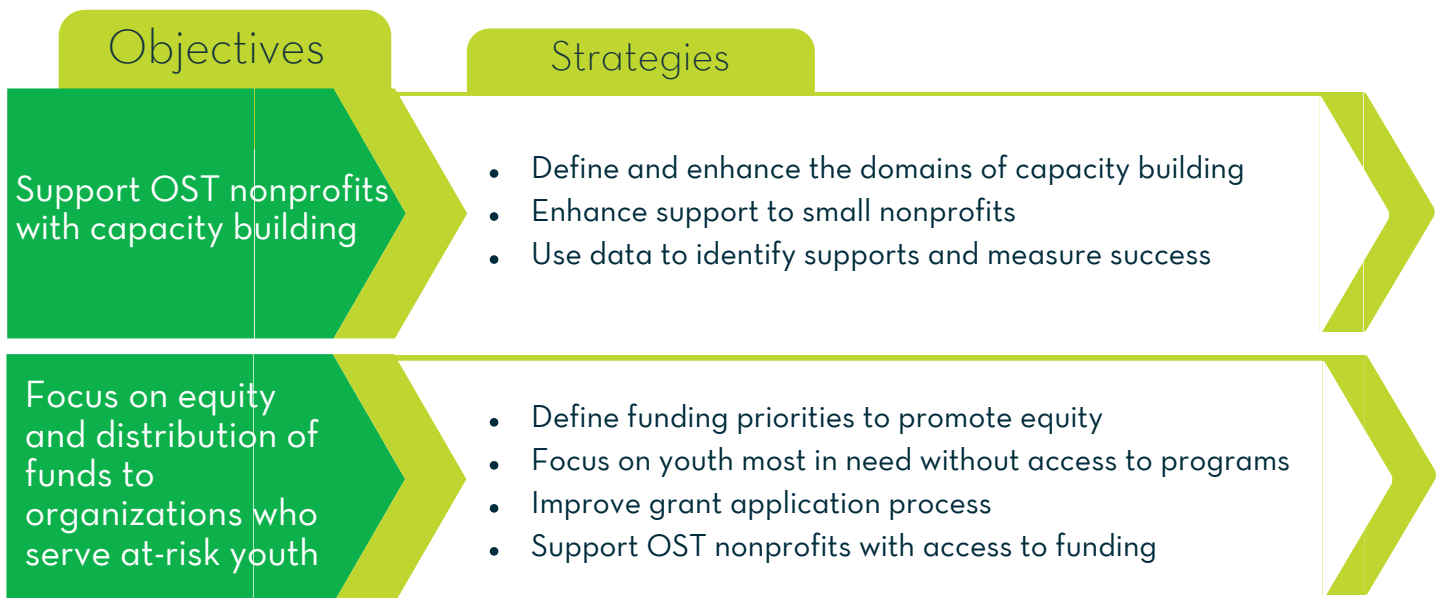 Objectives
Strategies
Support OST nonprofits
with capacity building
• Define and enhance the domains of capacity building
• Enhance support to small nonprofits
• Use data to identify supports and measure success
Focus on equity
and distribution of
funds to
organizations who
serve at-risk youth
• Define funding priorities to promote equity
• Focus on youth most in need without access to programs
• Improve grant application process
• Support OST nonprofits with access to funding